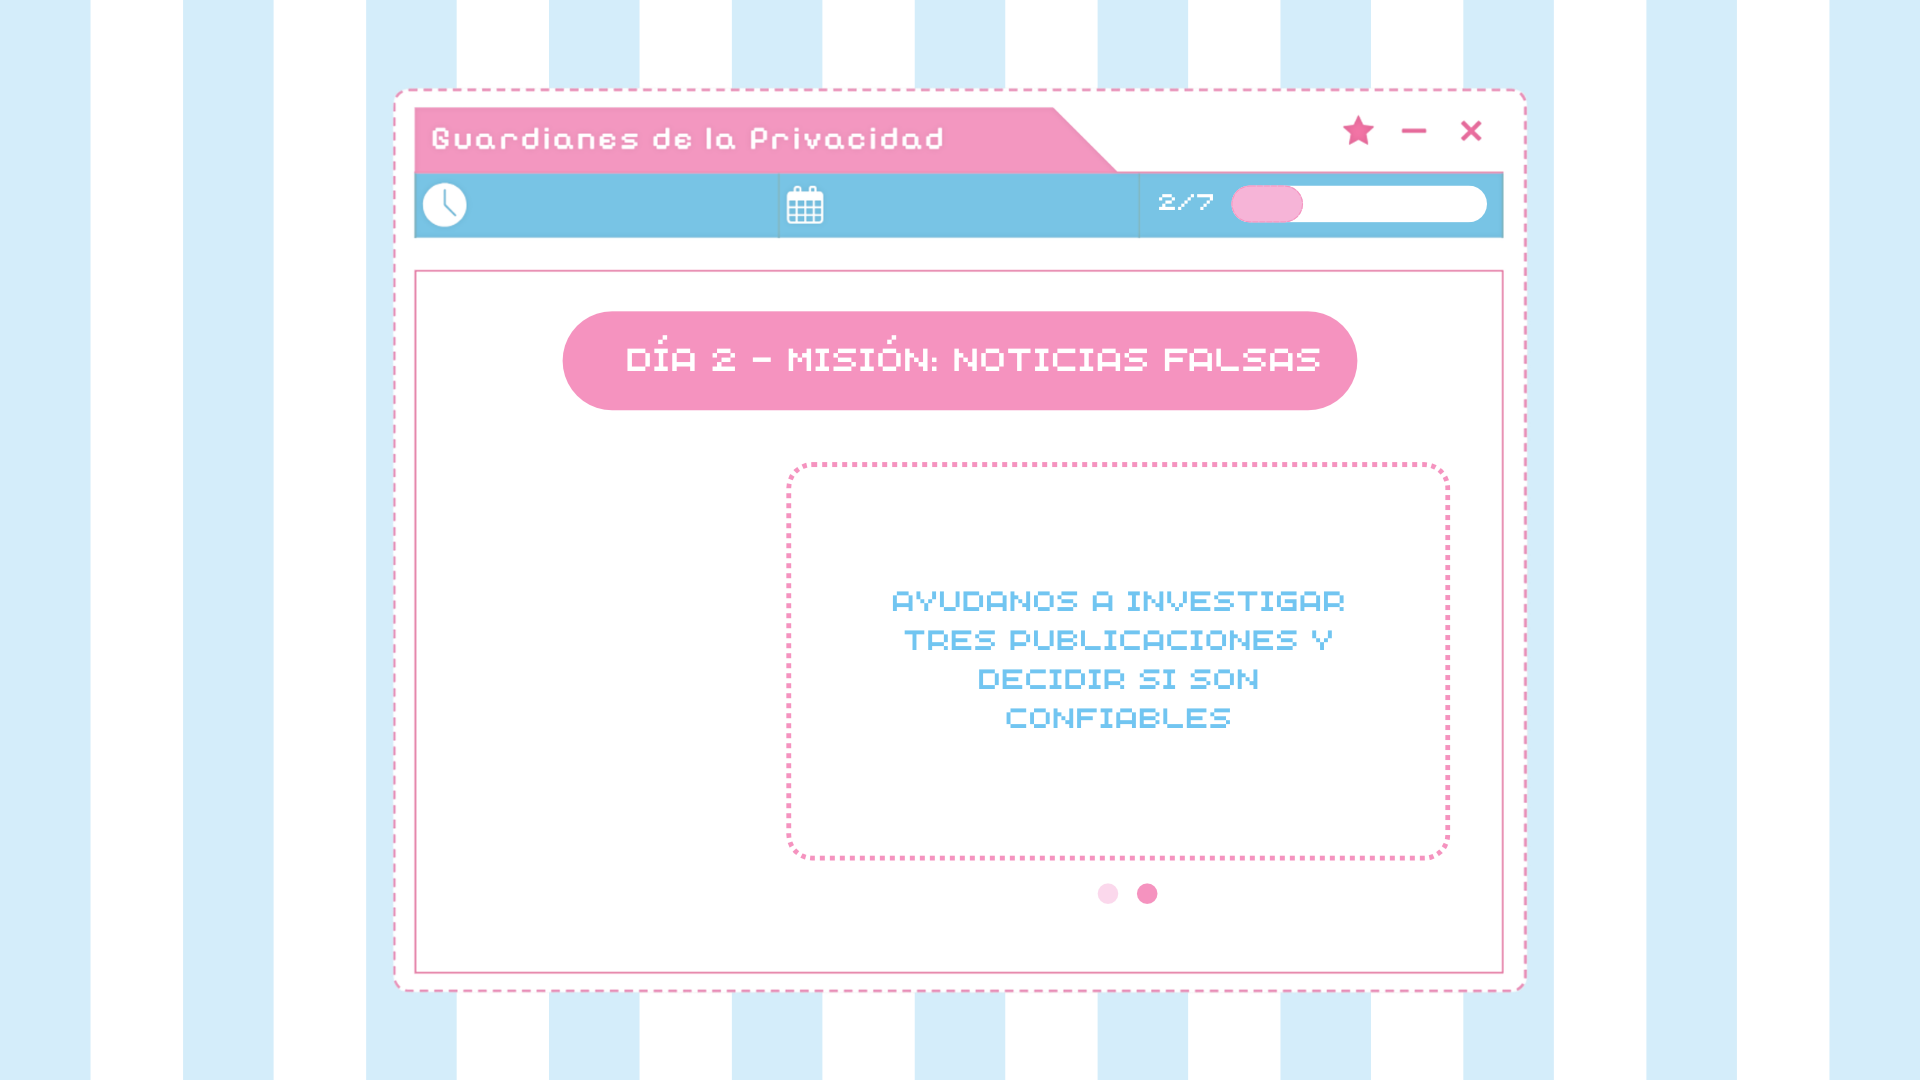 Guardianes de la Privacidad
2/7
DÍA 2 - MISIÓN: NOTICIAS FALSAS
AYUDANOS A INVESTIGAR
TRES PUBLICACIONES Y
DECIDIR SI SON
CONFIABLES